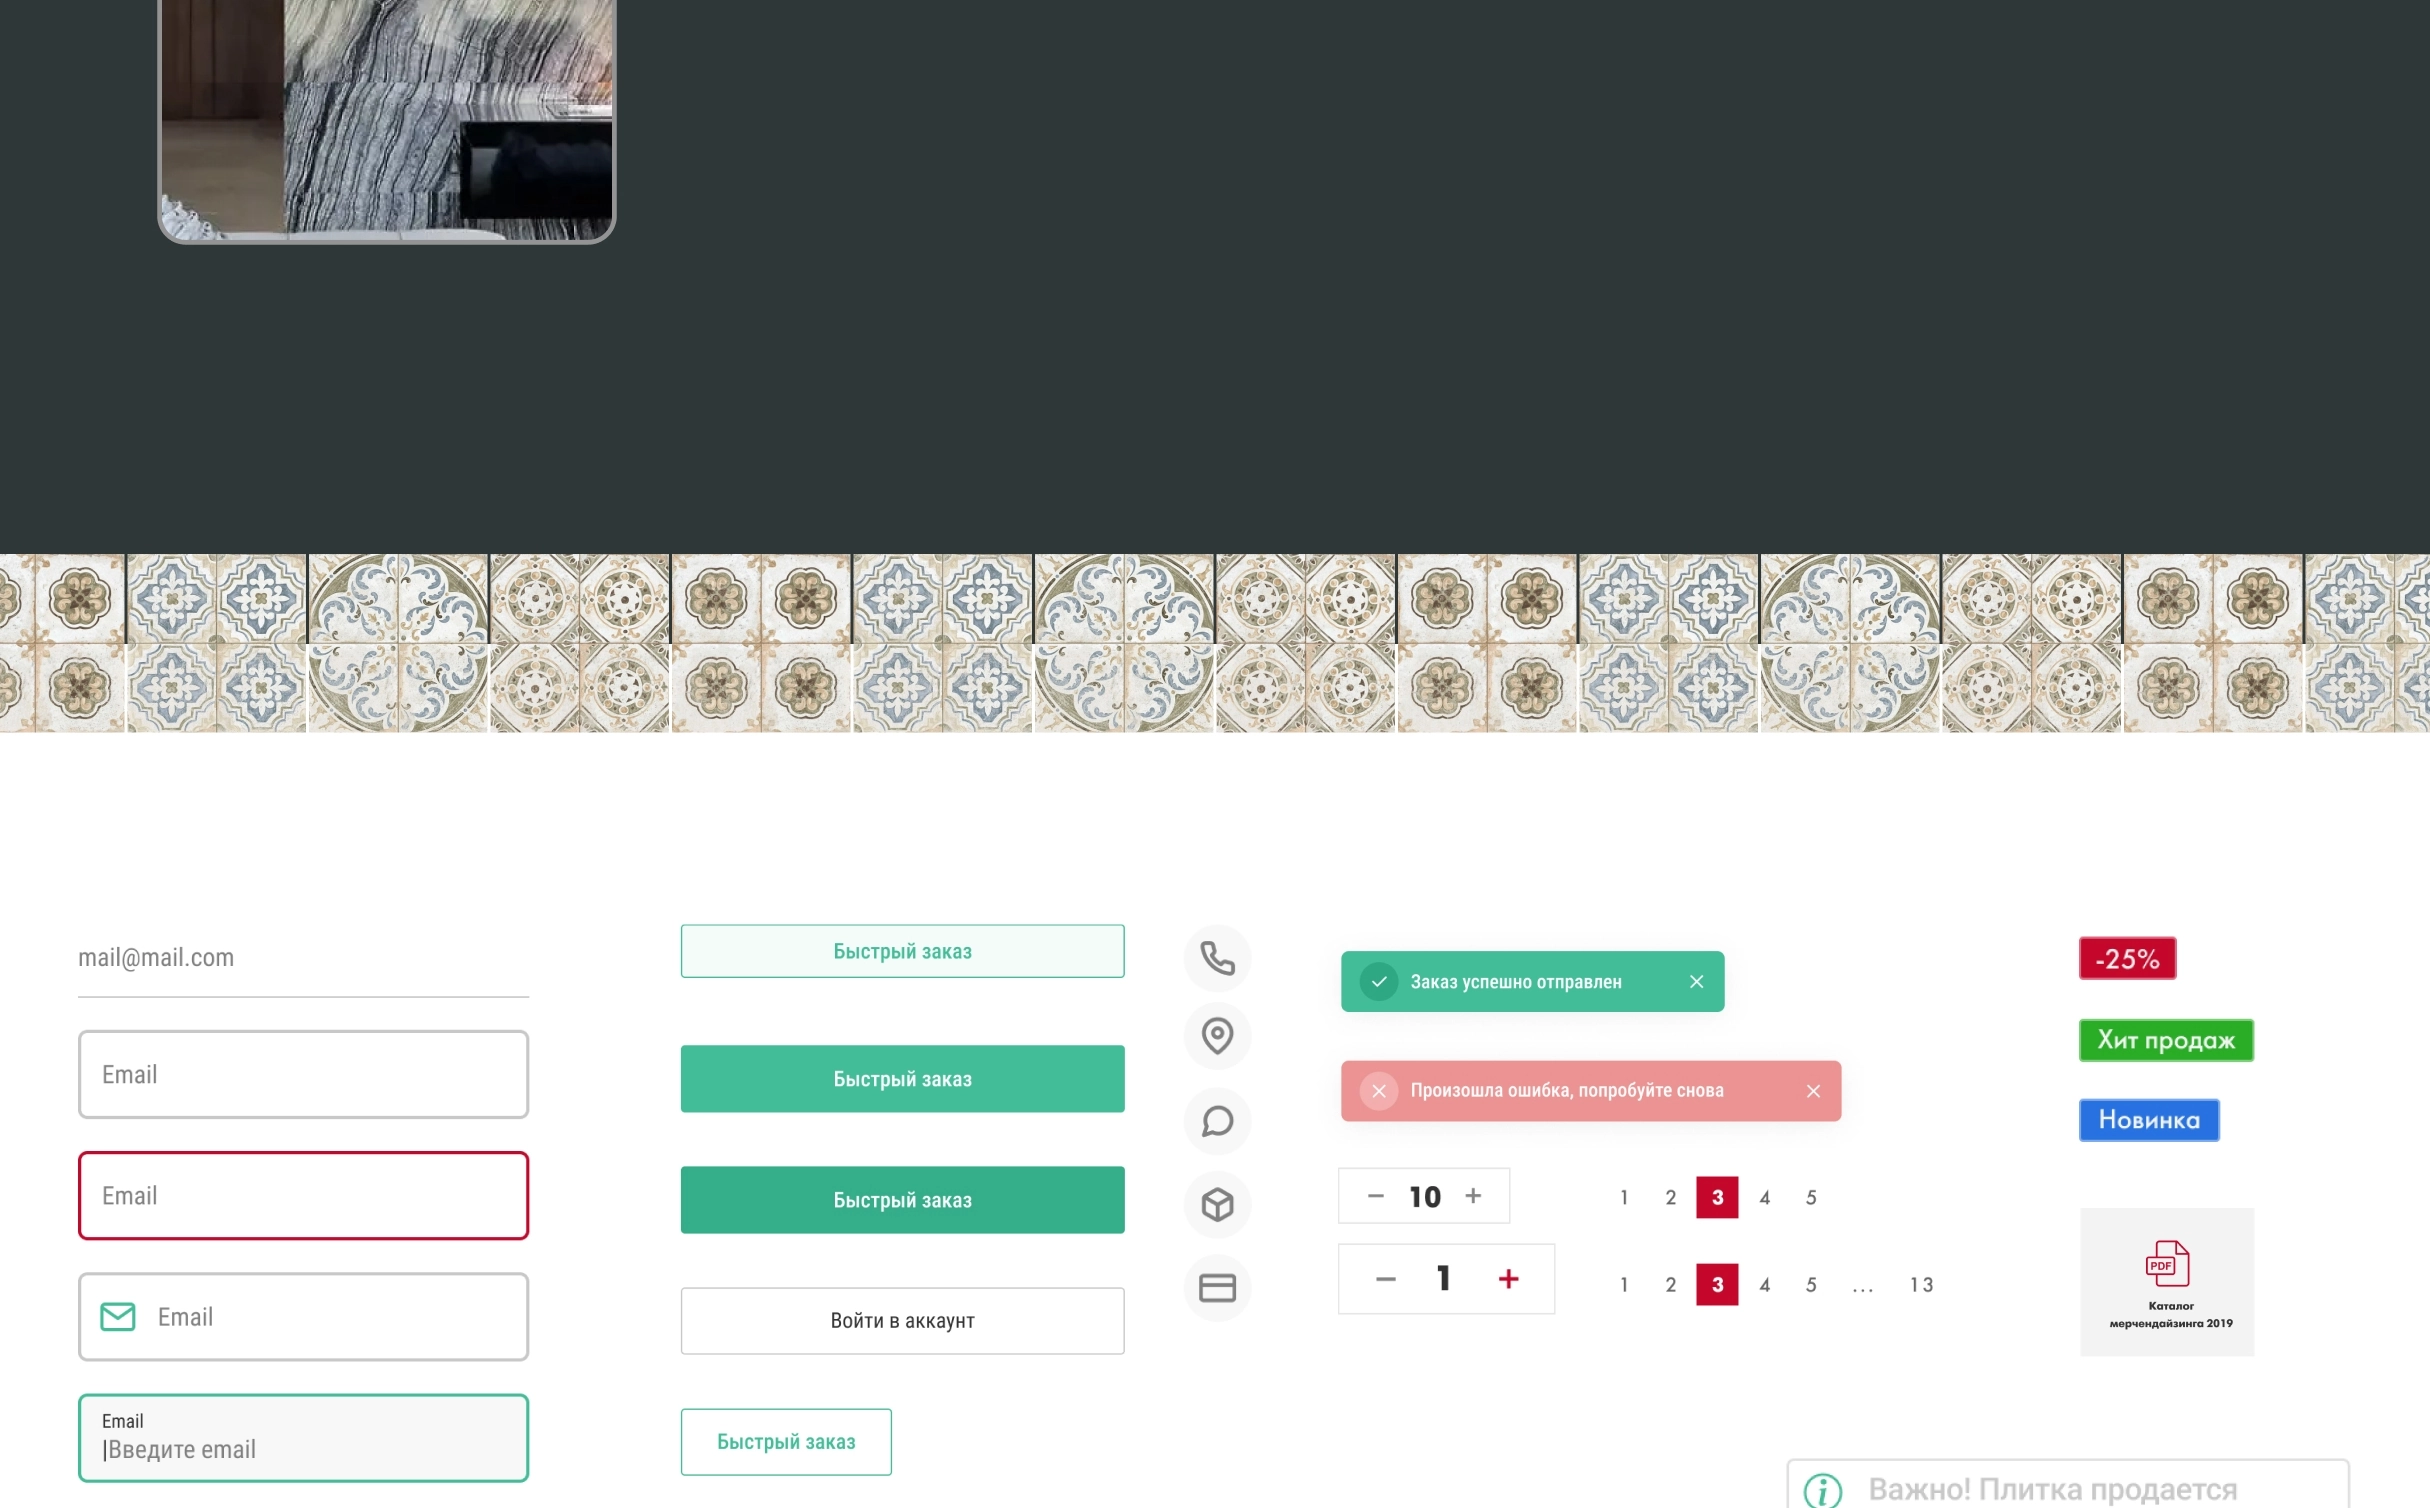 mail@mail.com
Email
Email
Email
Email
Введите email
Быстрый заказ
Быстрый заказ
Быстрый заказ
Войти в аккаунт
Быстрый заказ
Заказ успешно отправлен
Произошла ошибка, попробуйте снова
10
1 2 3 4 5
1
1 2 3 4 5 ... 13
-25%
Хит продаж
Новинка
PDF
Каталог
мерчендайзинга 2019
Важно! Плитка продается